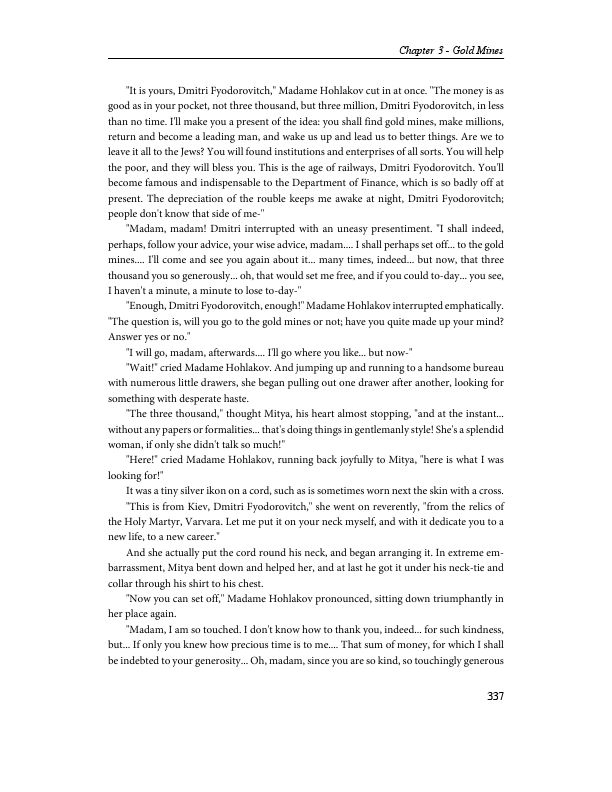 Chapter 3 - Gold Mines
"It is yours, Dmitri Fyodorovitch," Madame Hohlakov cut in at once. "The money is as
good as in your pocket, not three thousand, but three million, Dmitri Fyodorovitch, in less
than no time. I'll make you a present of the idea: you shall find gold mines, make millions,
return and become a leading man, and wake us up and lead us to better things. Are we to
leave it all to the Jews? You will found institutions and enterprises of all sorts. You will help
the poor, and they will bless you. This is the age of railways, Dmitri Fyodorovitch. You'll
become famous and indispensable to the Department of Finance, which is so badly off at
present. The depreciation of the rouble keeps me awake at night, Dmitri Fyodorovitch;
people don't know that side of me-"
"Madam, madam! Dmitri interrupted with an uneasy presentiment. "I shall indeed,
perhaps, follow your advice, your wise advice, madam.... I shall perhaps set off... to the gold
mines.... I'll come and see you again about it... many times, indeed... but now, that three
thousand you so generously... oh, that would set me free, and if you could to-day... you see,
I haven't a minute, a minute to lose to-day-"
"Enough, Dmitri Fyodorovitch, enough!" Madame Hohlakov interrupted emphatically.
"The question is, will you go to the gold mines or not; have you quite made up your mind?
Answer yes or no."
"I will go, madam, afterwards.... I'll go where you like... but now-"
"Wait!" cried Madame Hohlakov. And jumping up and running to a handsome bureau
with numerous little drawers, she began pulling out one drawer after another, looking for
something with desperate haste.
"The three thousand," thought Mitya, his heart almost stopping, "and at the instant...
without any papers or formalities... that's doing things in gentlemanly style! She's a splendid
woman, if only she didn't talk so much!"
"Here!" cried Madame Hohlakov, running back joyfully to Mitya, "here is what I was
looking for!"
It was a tiny silver ikon on a cord, such as is sometimes worn next the skin with a cross.
"This is from Kiev, Dmitri Fyodorovitch," she went on reverently, "from the relics of
the Holy Martyr, Varvara. Let me put it on your neck myself, and with it dedicate you to a
new life, to a new career."
And she actually put the cord round his neck, and began arranging it. In extreme em-
barrassment, Mitya bent down and helped her, and at last he got it under his neck-tie and
collar through his shirt to his chest.
"Now you can set off," Madame Hohlakov pronounced, sitting down triumphantly in
her place again.
"Madam, I am so touched. I don't know how to thank you, indeed... for such kindness,
but... If only you knew how precious time is to me.... That sum of money, for which I shall
be indebted to your generosity... Oh, madam, since you are so kind, so touchingly generous
337